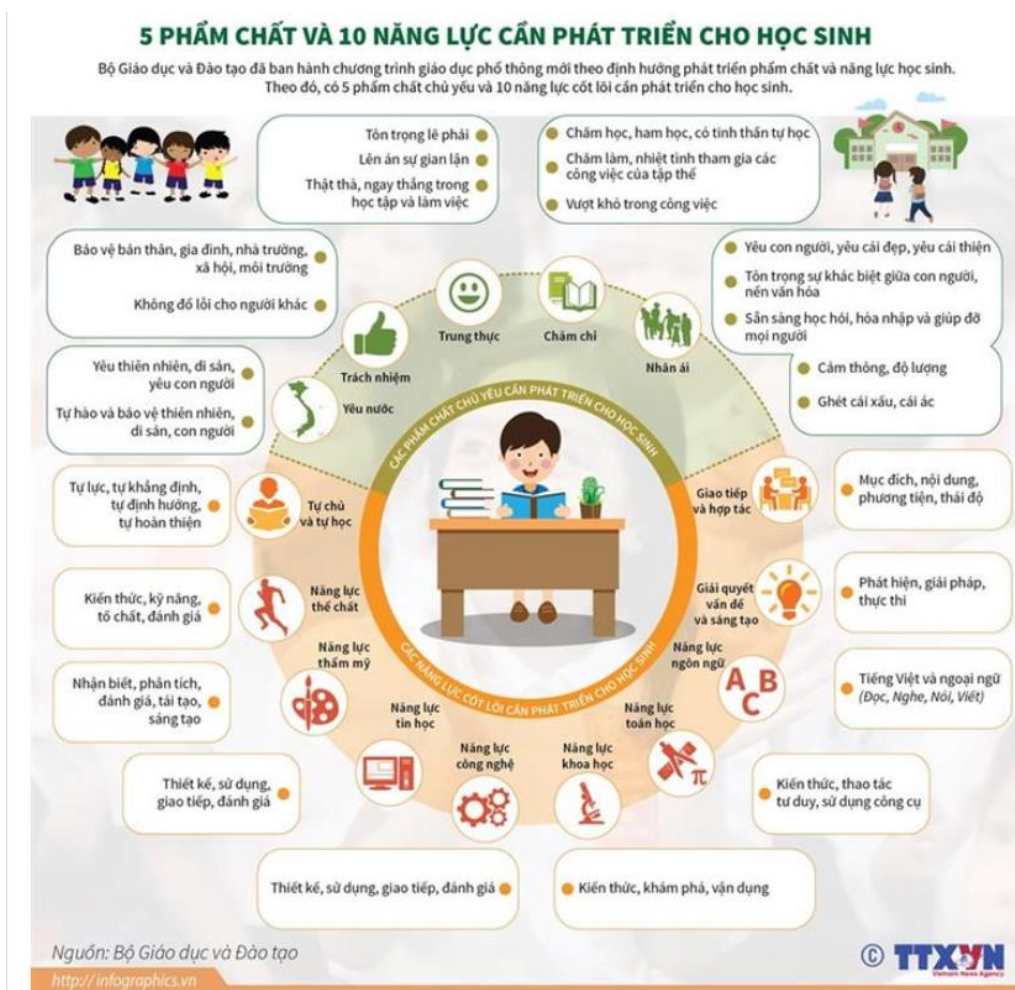 5 PHẨM CHẤT VÀ 10 NĂNG LỰC CẦN PHÁT TRIỂN CHO HỌC SINH
Bộ Giáo dục và Đào tạo đã ban hành chương trình giáo dục phổ thông mới theo định hướng phát triển phẩm chất và năng lực học sinh.
Theo đó, có 5 phẩm chất chủ yếu và 10 năng lực cốt lõi cần phát triển cho học sinh.
Tôn trọng lẽ phải
Lên án sự gian lận
Thật thà, ngay thẳng trong
học tập và làm việc
Chăm học, ham học, có tinh thần tự học
Chăm làm, nhiệt tình tham gia các
công việc của tập thể
Vượt khó trong công việc
Bảo vệ bản thân, gia đình, nhà trường,
xã hội, môi trường
Không đổ lỗi cho người khác
Yêu con người, yêu cái đẹp, yêu cái thiện
Tôn trọng sự khác biệt giữa con người,
nền văn hóa
Sẵn sàng học hỏi, hòa nhập và giúp đỡ
mọi người
Cảm thông, độ lượng
Ghét cái xấu, cái ác
Yêu thiên nhiên, di sản,
yêu con người
Tự hào và bảo vệ thiên nhiên,
di sản, con người
Trung thực
Chăm chỉ
Trách nhiệm
Nhân ái
Yêu nước
CÁC PHẨM CHẤT CHỦ YẾU CẦN PHÁT TRIỂN CHO HỌC SINH
CÁC NĂNG LỰC CỐT LÕI CẦN PHÁT TRIỂN CHO HỌC SINH
Tự lực, tự khẳng định,
tự định hướng,
tự hoàn thiện
Tự chủ
và tự học
Giao tiếp
và hợp tác
Mục đích, nội dung,
phương tiện, thái độ
Kiến thức, kỹ năng,
tố chất, đánh giá
Năng lực
thể chất
Giải quyết
vấn đề
và sáng tạo
Phát hiện, giải pháp,
thực thi
Nhận biết, phân tích,
đánh giá, tái tạo,
sáng tạo
Năng lực
thẩm mỹ
Năng lực
ngôn ngữ
A B
C
Tiếng Việt và ngoại ngữ
(Đọc, Nghe, Nói, Viết)
Thiết kế, sử dụng,
giao tiếp, đánh giá
Năng lực
tin học
Năng lực
công nghệ
Năng lực
khoa học
Năng lực
toán học
π
Kiến thức, thao tác
tư duy, sử dụng công cụ
Thiết kế, sử dụng, giao tiếp, đánh giá
Kiến thức, khám phá, vận dụng
Nguồn: Bộ Giáo dục và Đào tạo
© TTXVN
Vietnam News Agency
http://infographics.vn